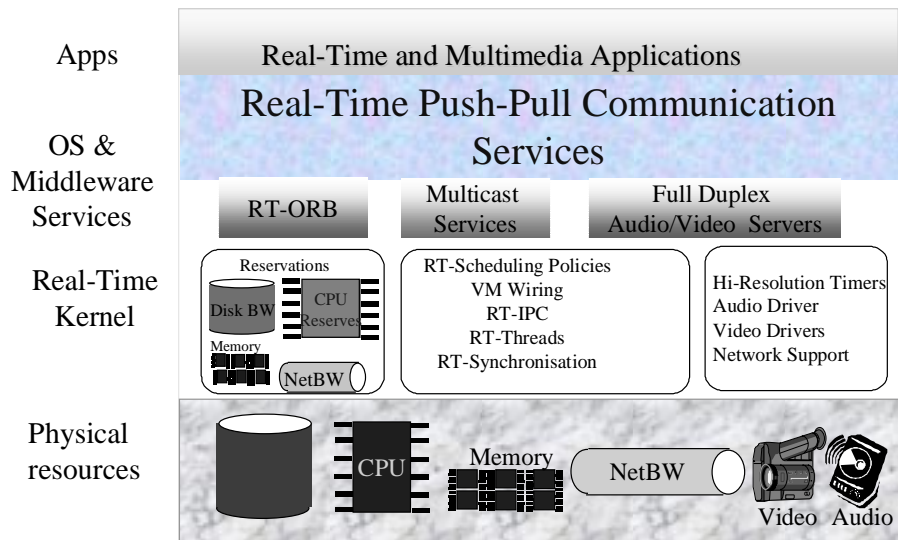 Apps
Real-Time and Multimedia Applications
Real-Time Push-Pull Communication
Services
OS &
Middleware
Services
RT-ORB
Multicast
Services
Full Duplex
Audio/Video Servers
Real-Time
Kernel
Reservations
Disk BW
CPU
Reserves
Memory
NetBW
RT-Scheduling Policies
VM Wiring
RT-IPC
RT-Threads
RT-Synchronisation
Hi-Resolution Timers
Audio Driver
Video Drivers
Network Support
Physical
resources
CPU
Memory
NetBW
Video
Audio